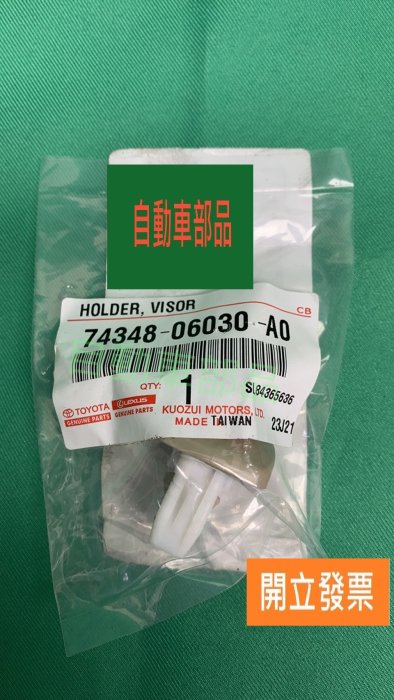 自動車部品
HOLDER, VISOR
CB
74348-06030-A0
QTY: 1
SL84365636
TOYOTA GENUINE PARTS
LEXUS GENUINE PARTS
KUOZUI MOTORS, LTD.
MADE TAIWAN
23J21
開立發票